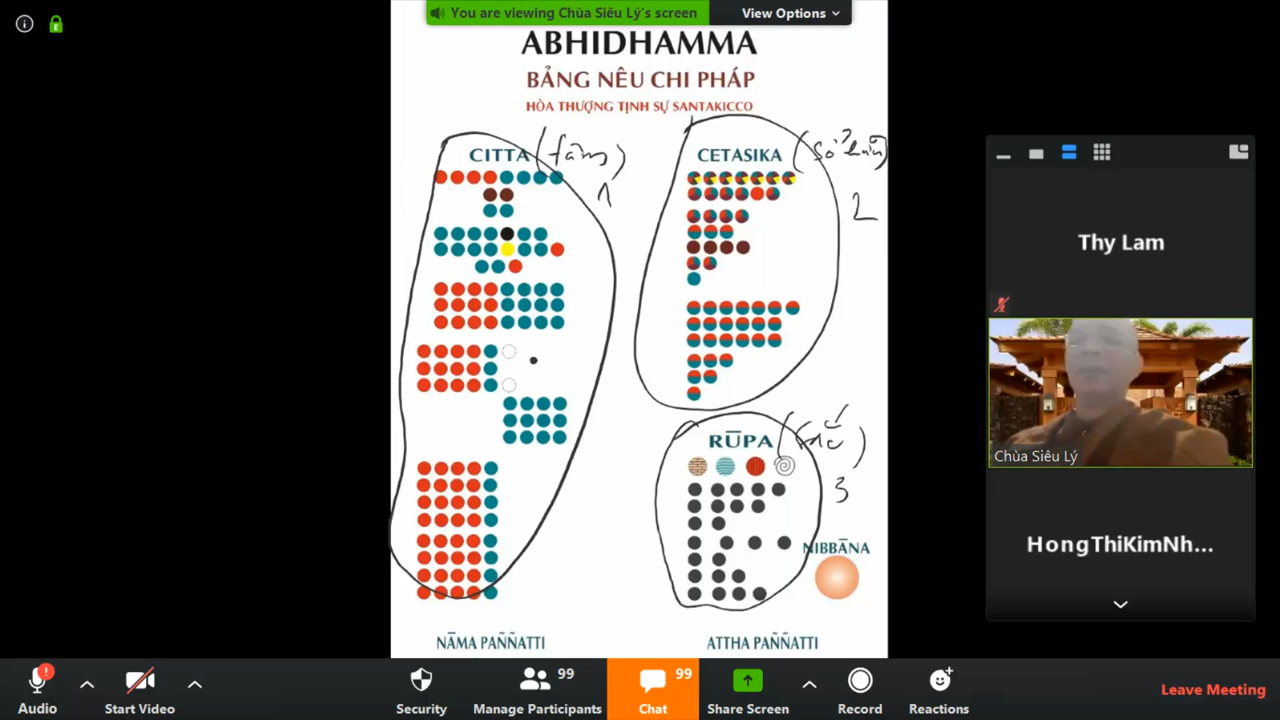 You are viewing Chùa Siêu Lý's screen
View Options
ABHIDHAMMA
BẢNG NÊU CHI PHÁP
HÒA THƯỢNG TỊNH SỰ SANTAKICCO
CITTA (tâm)
1
CETASIKA
2
RŪPA
3
NIBBĀNA
NĀMA PAÑÑATTI
ATTHA PAÑÑATTI
Thy Lam
Chùa Siêu Lý
HongThiKimNh...
Audio
Start Video
Security
99
Manage Participants
99
Chat
Share Screen
Record
Reactions
Leave Meeting